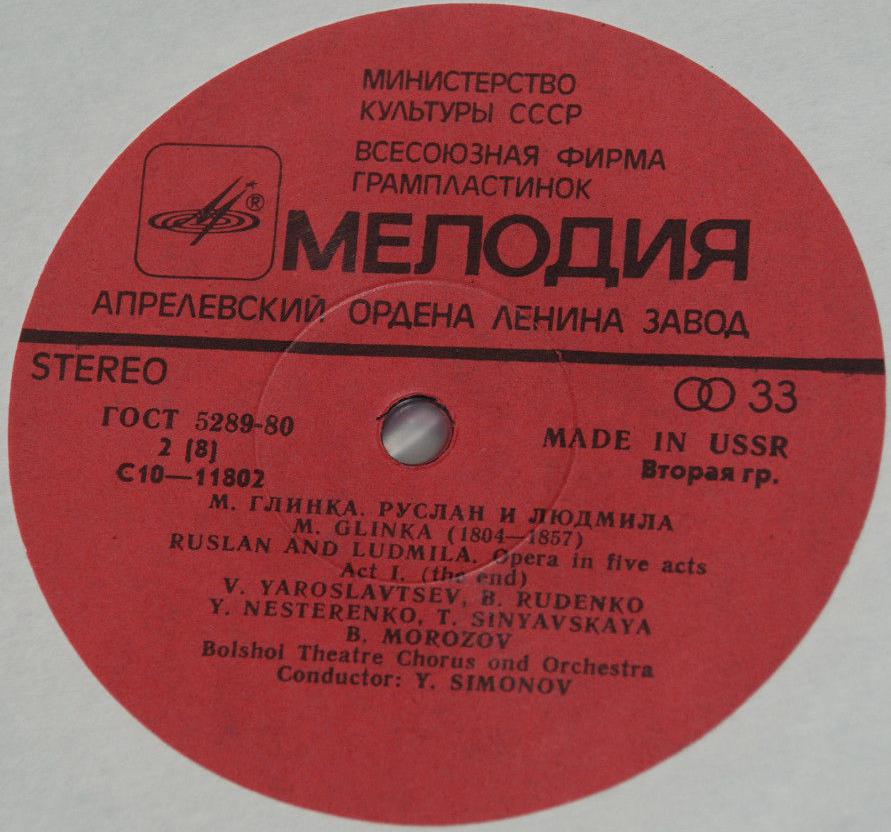 МИНИСТЕРСТВО
КУЛЬТУРЫ СССР
ВСЕСОЮЗНАЯ ФИРМА
ГРАМПЛАСТИНОК
®
МЕЛОДИЯ
АПРЕЛЕВСКИЙ ОРДЕНА ЛЕНИНА ЗАВОД
STEREO
33
ГОСТ 5289-80
MADE IN USSR
2 (8)
Вторая гр.
С10—11802
М. ГЛИНКА. РУСЛАН И ЛЮДМИЛА
M. GLINKA (1804—1857)
RUSLAN AND LUDMILA. Opera in five acts
Act I. (the end)
V. YAROSLAVTSEV, B. RUDENKO
Y. NESTERENKO, T. SINYAVSKAYA
B. MOROZOV
Bolshoi Theatre Chorus ond Orchestra
Conductor: Y. SIMONOV